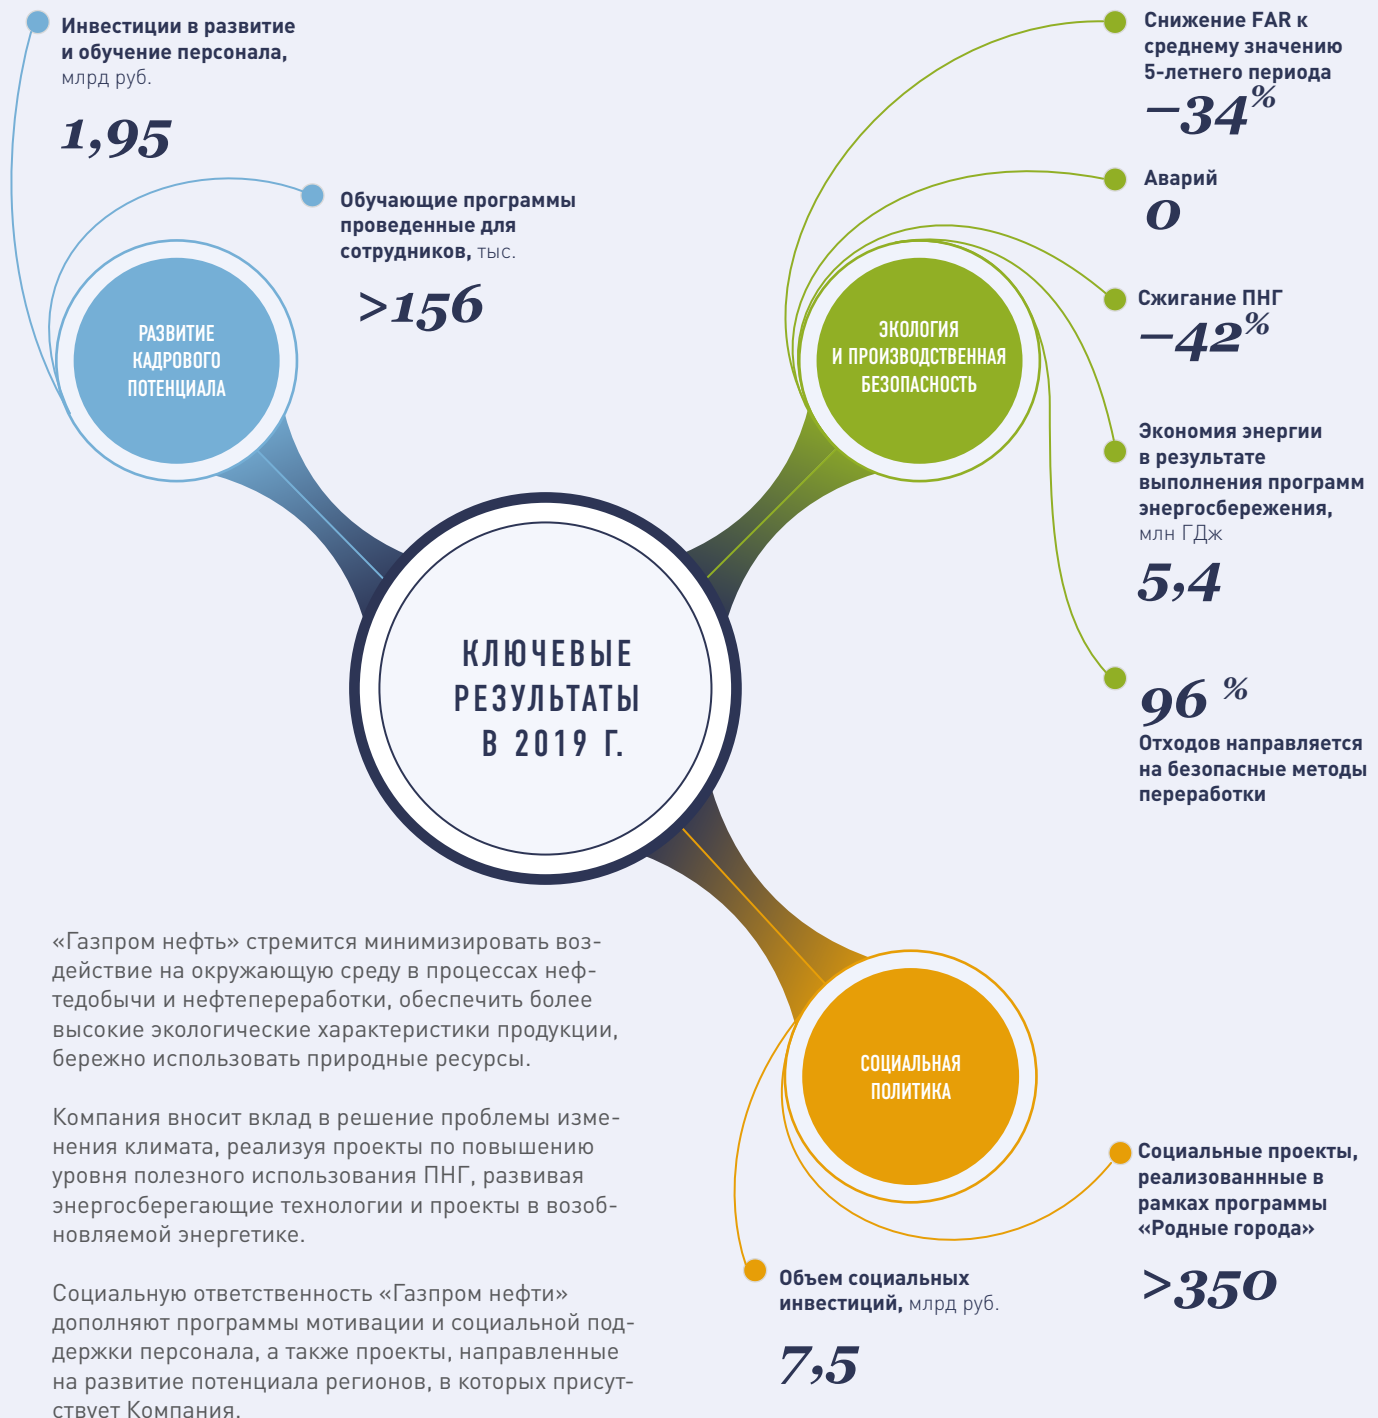 Инвестиции в развитие
и обучение персонала,
млрд руб.
1,95
Обучающие программы
проведенные для
сотрудников, тыс.
>156
РАЗВИТИЕ
КАДРОВОГО
ПОТЕНЦИАЛА
Снижение FAR к
среднему значению
5-летнего периода
−34%
Аварий
0
Сжигание ПНГ
−42%
Экономия энергии
в результате
выполнения программ
энергосбережения,
млн ГДж
5,4
96 %
Отходов направляется
на безопасные методы
переработки
ЭКОЛОГИЯ
И ПРОИЗВОДСТВЕННАЯ
БЕЗОПАСНОСТЬ
КЛЮЧЕВЫЕ
РЕЗУЛЬТАТЫ
В 2019 Г.
«Газпром нефть» стремится минимизировать воз-
действие на окружающую среду в процессах неф-
тедобычи и нефтепереработки, обеспечить более
высокие экологические характеристики продукции,
бережно использовать природные ресурсы.
Компания вносит вклад в решение проблемы изме-
нения климата, реализуя проекты по повышению
уровня полезного использования ПНГ, развивая
энергосберегающие технологии и проекты в возоб-
новляемой энергетике.
Социальную ответственность «Газпром нефти»
дополняют программы мотивации и социальной под-
держки персонала, а также проекты, направленные
на развитие потенциала регионов, в которых присут-
ствует Компания.
СОЦИАЛЬНАЯ
ПОЛИТИКА
Объем социальных
инвестиций, млрд руб.
7,5
Социальные проекты,
реализованнные в
рамках программы
«Родные города»
>350